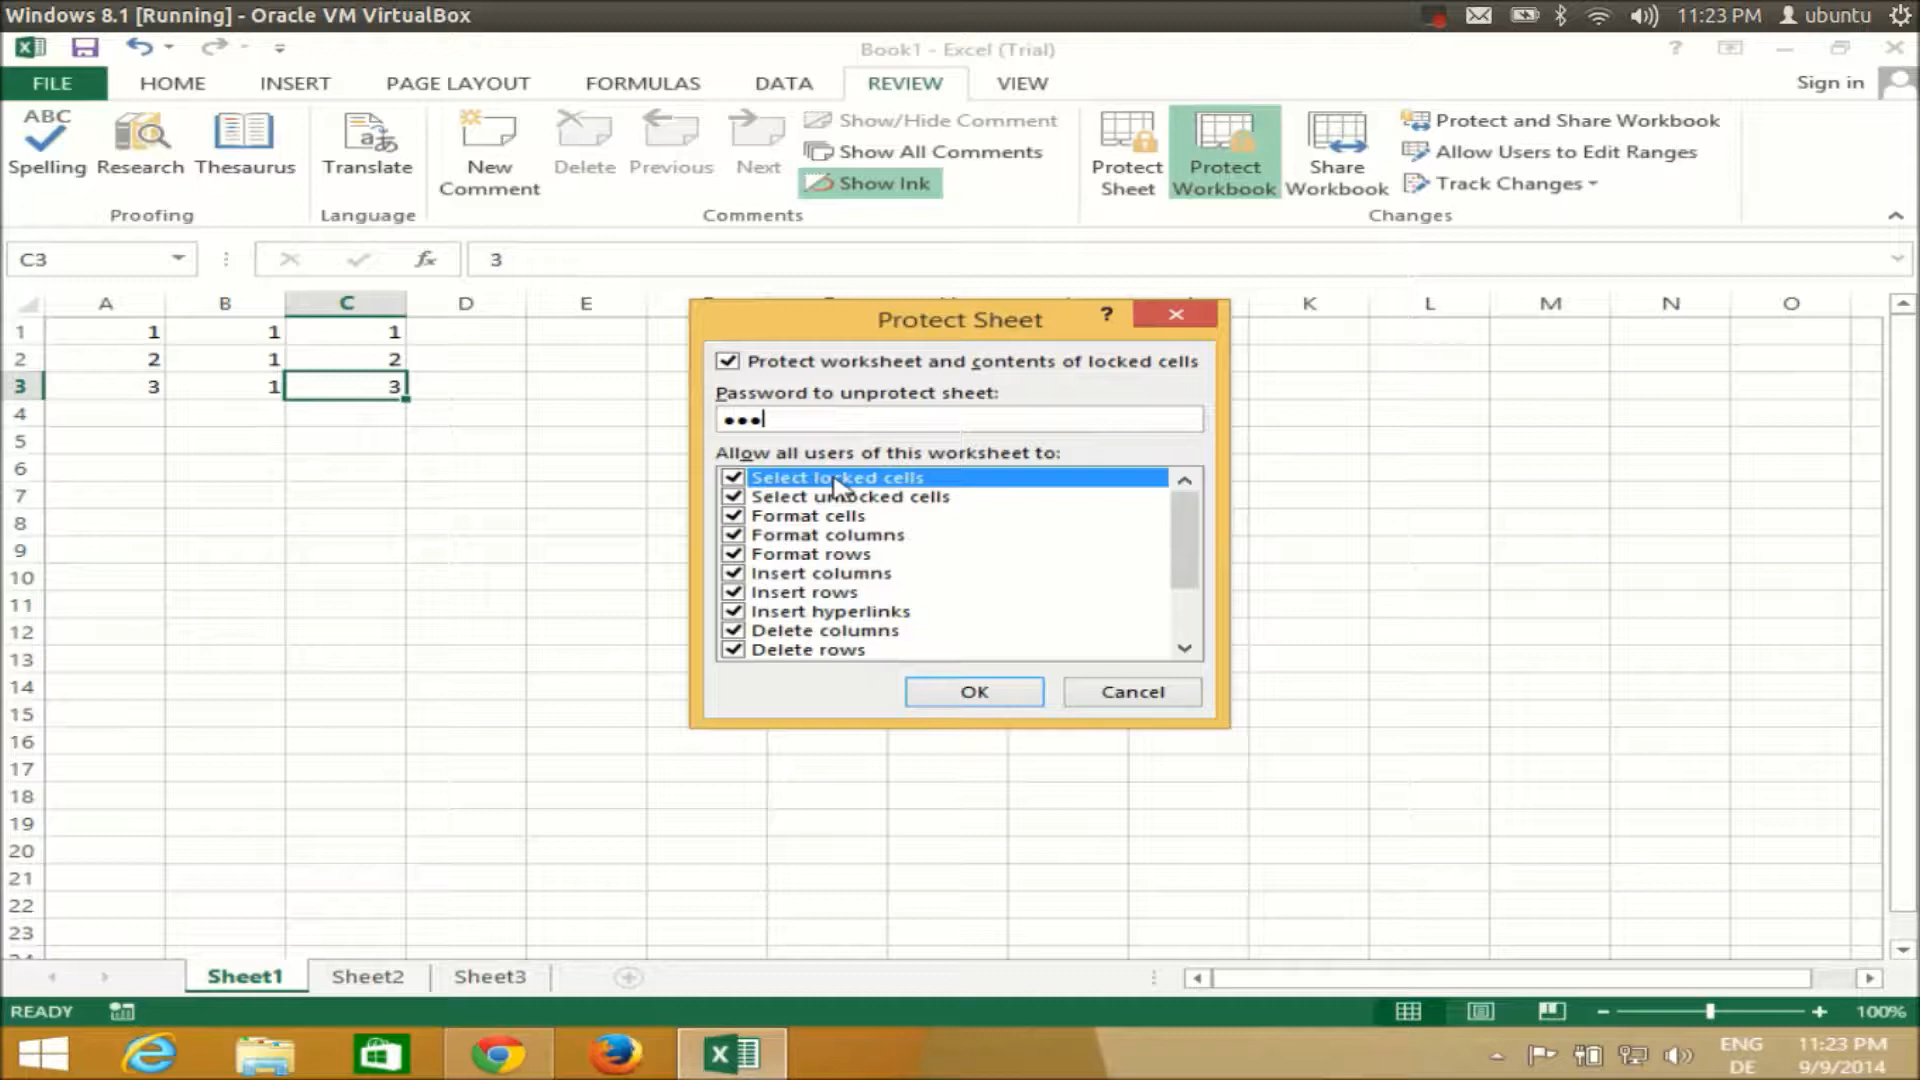 Windows 8.1 [Running] - Oracle VM VirtualBox
11:23 PM ubuntu
Book1 - Excel (Trial)
FILE HOME INSERT PAGE LAYOUT FORMULAS DATA REVIEW VIEW Sign in
ABC
Spelling Research Thesaurus
Translate
New Comment
Delete Previous Next
Show/Hide Comment
Show All Comments
Show Ink
Protect Sheet
Protect Workbook
Share Workbook
Protect and Share Workbook
Allow Users to Edit Ranges
Track Changes
Proofing Language Comments Changes
C3 fx 3
A B C D E K L M N O
1 1 1 1
2 2 1 2
3 3 1 3
4
5
6
7
8
9
10
11
12
13
14
15
16
17
18
19
20
21
22
23
Protect Sheet ?
Protect worksheet and contents of locked cells
Password to unprotect sheet:
Allow all users of this worksheet to:
Select locked cells
Select unlocked cells
Format cells
Format columns
Format rows
Insert columns
Insert rows
Insert hyperlinks
Delete columns
Delete rows
OK Cancel
Sheet1 Sheet2 Sheet3
READY 100%
ENG 11:23 PM
DE 9/9/2014